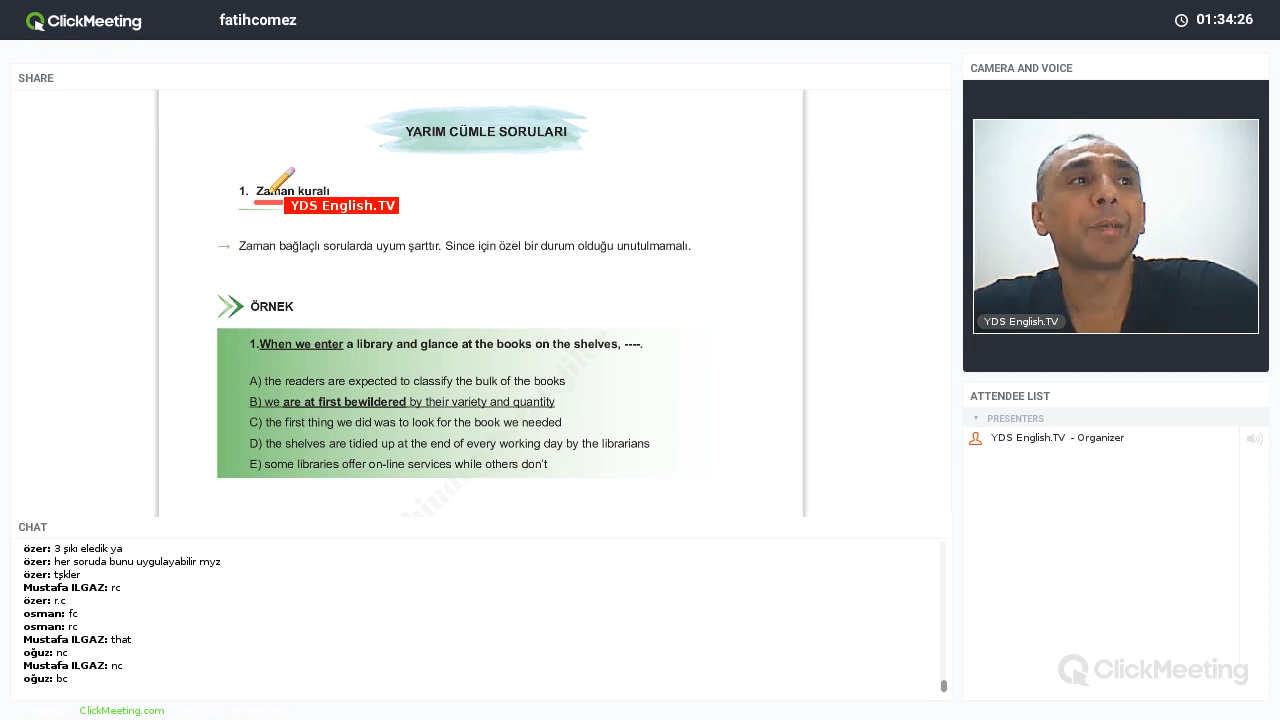 ClickMeeting
fatihcomez
01:34:26
SHARE
YARIM CÜMLE SORULARI
1. Zaman kuralı
YDS English.TV
→ Zaman bağlaçlı sorularda uyum şarttır. Since için özel bir durum olduğu unutulmamalı.
ÖRNEK
1.When we enter a library and glance at the books on the shelves, ----.
A) the readers are expected to classify the bulk of the books
B) we are at first bewildered by their variety and quantity
C) the first thing we did was to look for the book we needed
D) the shelves are tidied up at the end of every working day by the librarians
E) some libraries offer on-line services while others don't
CHAT
özer: 3 şıkı eledik ya
özer: her soruda bunu uygulayabilir myz
özer: tşkler
Mustafa ILGAZ: rc
özer: r.c
osman: fc
osman: rc
Mustafa ILGAZ: that
oğuz: nc
Mustafa ILGAZ: nc
oğuz: bc
ClickMeeting.com
CAMERA AND VOICE
YDS English.TV
ATTENDEE LIST
PRESENTERS
YDS English.TV - Organizer
ClickMeeting